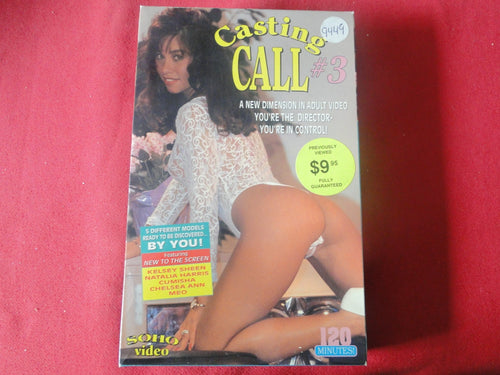 Casting
CALL #3
9449
A NEW DIMENSION IN ADULT VIDEO
YOU'RE THE DIRECTOR-
YOU'RE IN CONTROL!
PREVIOUSLY
VIEWED
$9.95
FULLY
GUARANTEED
5 DIFFERENT MODELS
READY TO BE DISCOVERED...
BY YOU!
Featuring
NEW TO THE SCREEN
KELSEY SHEEN
NATALIA HARRIS
CUMISHA
CHELSEA ANN
MEO
SOHO
video
120
MINUTES!